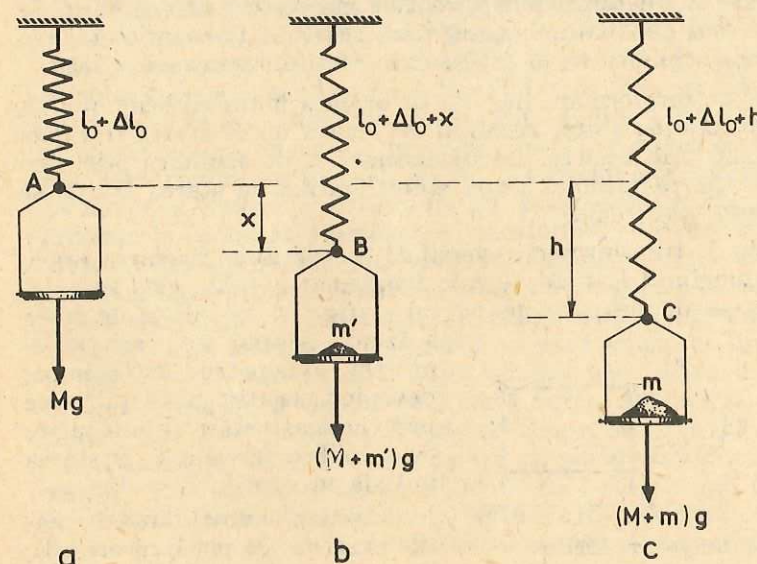 l₀+Δl₀
A
Mg
a
l₀+Δl₀+x
x
B
m'
(M+m')g
b
l₀+Δl₀+h
h
C
m
(M+m)g
c